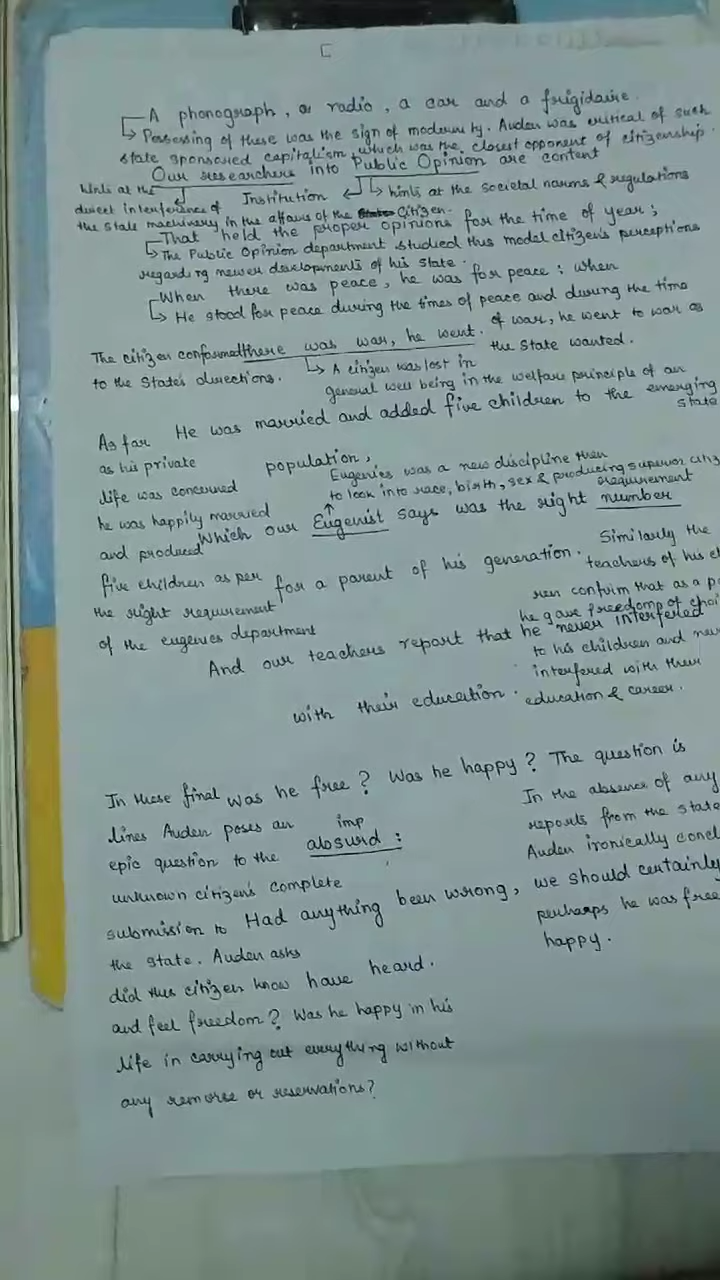 A phonograph, a radio, a car and a frigidaire.
Possessing of these was the sign of modernity. Auden was critical of such
state sponsored capitalism which was the closest opponent of citizenship.
Our researchers into Public Opinion are content
hints at the
direct interference of
the state machinery in the affairs of the citizen.
Institution
hints at the societal norms & regulations
That held the proper opinions for the time of year;
The Public Opinion department studied this model citizen's perceptions
regarding newer developments of his state.
When there was peace, he was for peace; when
He stood for peace during the times of peace and during the time
of war, he went to war as
the State wanted.
there was war, he went.
The citizen conformed
to the State's directions.
A citizen was lost in
general well being in the welfare principle of an
emerging
state
He was married and added five children to the
population,
As far
as his private
life was concerned
he was happily married
and produced
five children as per
the right requirement
of the eugenics department
Eugenics was a new discipline then
to look into race, birth, sex & producing superior
requirement
Which our Eugenist says was the right number
for a parent of his generation.
Similarly the
teachers of his
confirm that as a
he gave freedom of
to his children and
interfered with their
education & career.
And our teachers report that he never interfered
with their education.
Was he free? Was he happy? The question is
imp
absurd:
In these final
lines Auden poses an
epic question to the
unknown citizen's complete
submission to
the state. Auden asks
did this citizen know
and feel freedom? Was he happy in his
life in carrying out everything without
any remorse or reservations?
Had anything been wrong, we should certainly
have heard.
In the absence of any
reports from the state
Auden ironically
perhaps he was free
happy.